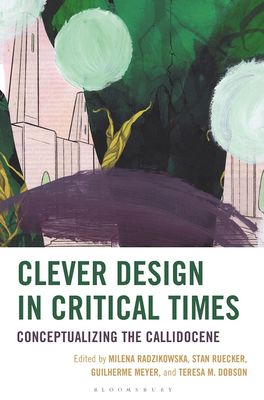 CLEVER DESIGN
IN CRITICAL TIMES
CONCEPTUALIZING THE CALLIDOCENE
Edited by MILENA RADZIKOWSKA, STAN RUECKER,
GUILHERME MEYER, and TERESA M. DOBSON
BLOOMSBURY